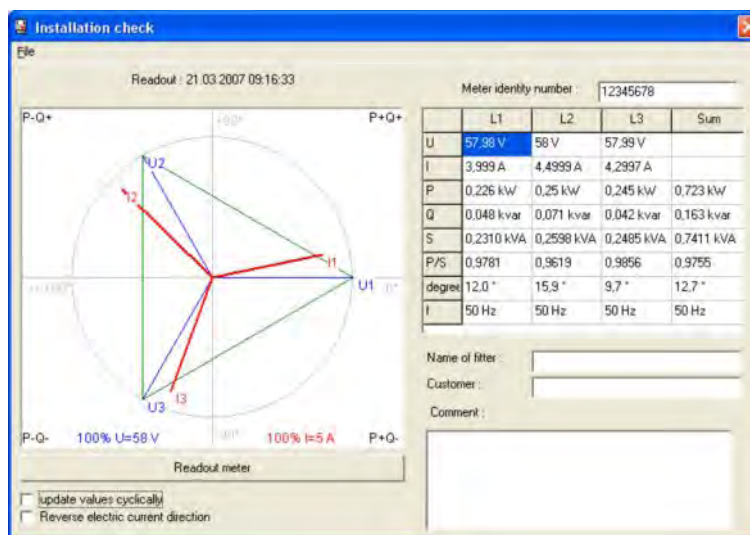 Installation check
File
Readout : 21.03.2007 09:16:33
Meter identity number : 12345678
P-Q+ +90° P+Q+
U2
I2
I1
U1
0°
I3
U3
P-Q- 100% U=58 V 100% I=5 A P+Q-
Readout meter
update values cyclically
Reverse electric current direction
L1 L2 L3 Sum
U 57,98 V 58 V 57,99 V
I 3,999 A 4,4999 A 4,2997 A
P 0,226 kW 0,25 kW 0,245 kW 0,723 kW
Q 0,048 kvar 0,071 kvar 0,042 kvar 0,163 kvar
S 0,2310 kVA 0,2598 kVA 0,2485 kVA 0,7411 kVA
P/S 0,9781 0,9619 0,9856 0,9755
degree 12,0 ° 15,9 ° 9,7 ° 12,7 °
f 50 Hz 50 Hz 50 Hz 50 Hz
Name of fitter :
Customer :
Comment :